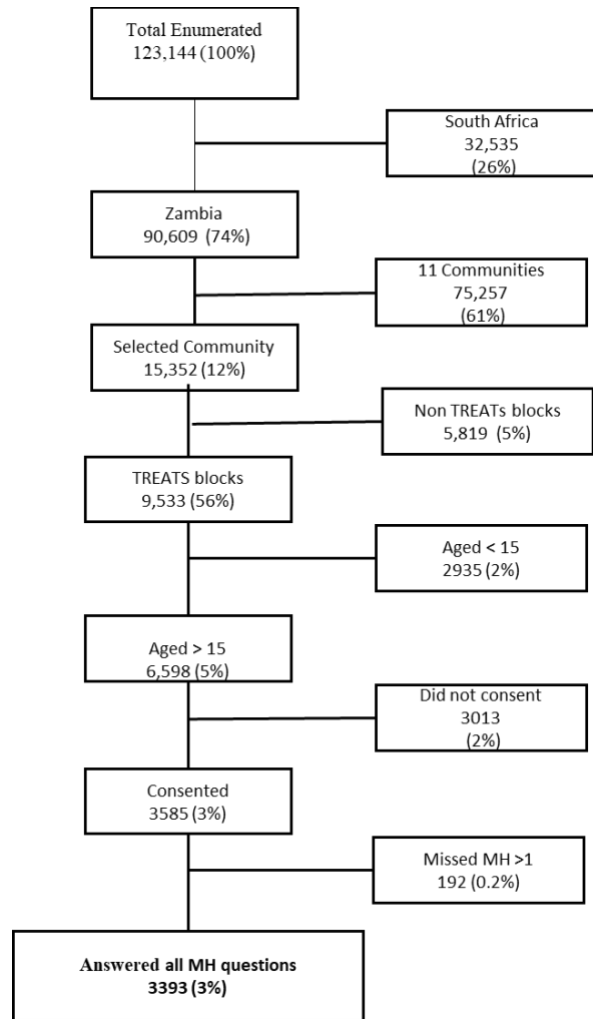 Total Enumerated
123,144 (100%)
South Africa
32,535
(26%)
Zambia
90,609 (74%)
11 Communities
75,257
(61%)
Selected Community
15,352 (12%)
Non TREATs blocks
5,819 (5%)
TREATS blocks
9,533 (56%)
Aged < 15
2935 (2%)
Aged > 15
6,598 (5%)
Did not consent
3013
(2%)
Consented
3585 (3%)
Missed MH >1
192 (0.2%)
Answered all MH questions
3393 (3%)